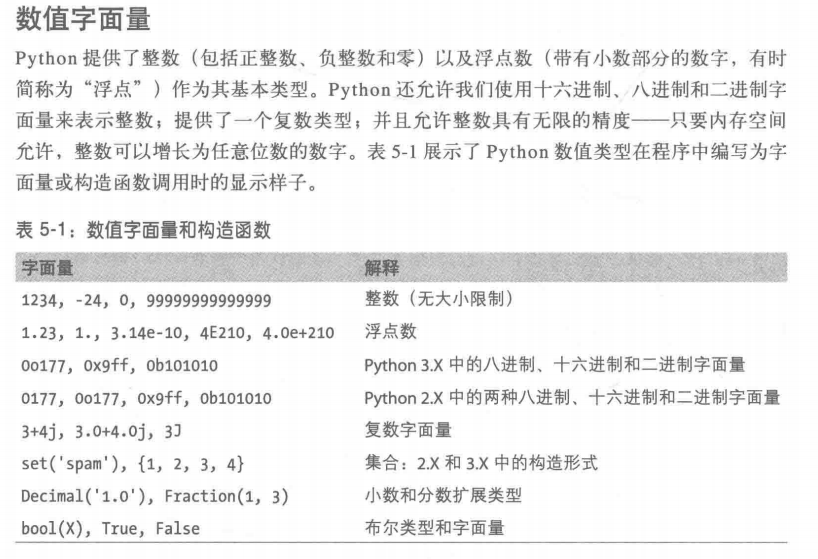 数值字面量
Python 提供了整数（包括正整数、负整数和零）以及浮点数（带有小数部分的数字，有时
简称为“浮点”）作为其基本类型。Python 还允许我们使用十六进制、八进制和二进制字
面量来表示整数；提供了一个复数类型；并且允许整数具有无限的精度——只要内存空间
允许，整数可以增长为任意位数的数字。表 5-1 展示了 Python 数值类型在程序中编写为字
面量或构造函数调用时的显示样子。
表 5-1：数值字面量和构造函数
字面量 解释
1234, -24, 0, 99999999999999 整数（无大小限制）
1.23, 1., 3.14e-10, 4E210, 4.0e+210 浮点数
0o177, 0x9ff, 0b101010 Python 3.X 中的八进制、十六进制和二进制字面量
0177, 0o177, 0x9ff, 0b101010 Python 2.X 中的两种八进制、十六进制和二进制字面量
3+4j, 3.0+4.0j, 3J 复数字面量
set('spam'), {1, 2, 3, 4} 集合：2.X 和 3.X 中的构造形式
Decimal('1.0'), Fraction(1, 3) 小数和分数扩展类型
bool(X), True, False 布尔类型和字面量